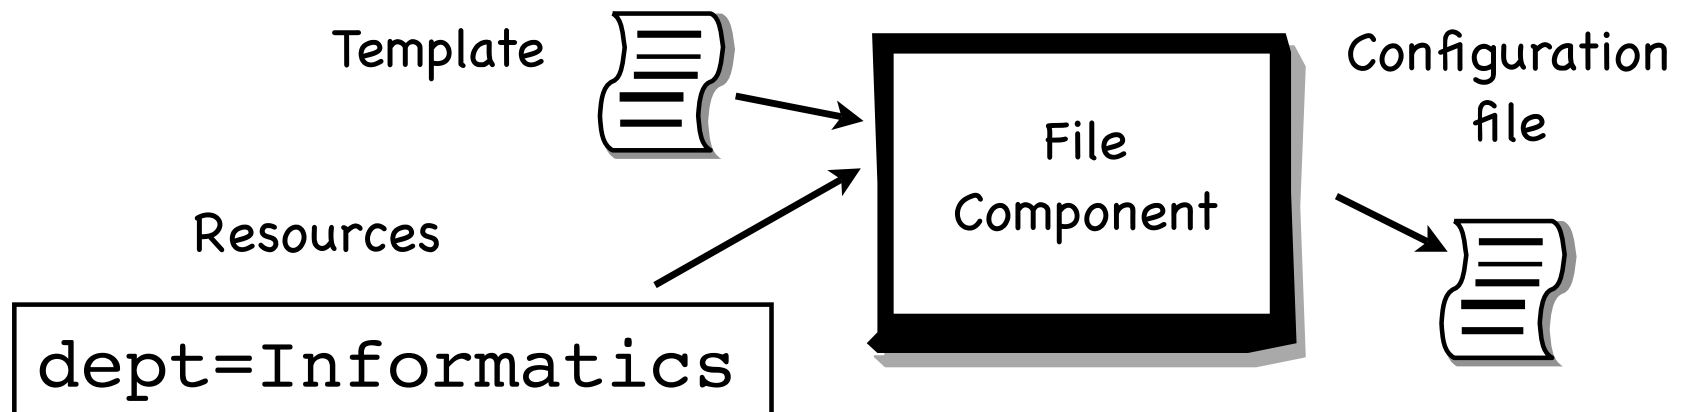 Template
Resources
dept=Informatics
File
Component
Configuration
file